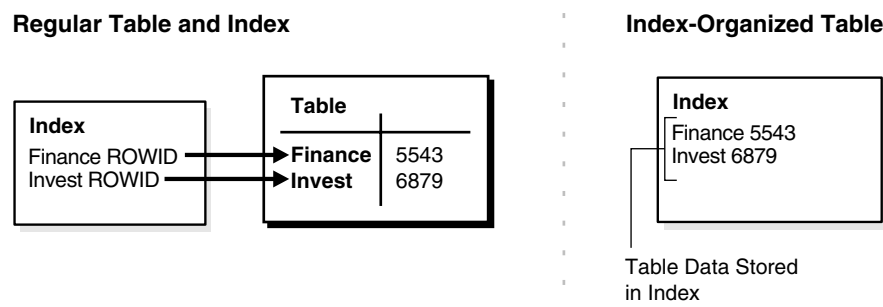 Regular Table and Index
Index
Finance ROWID
Invest ROWID
Table
Finance 5543
Invest 6879
Index-Organized Table
Index
Finance 5543
Invest 6879
Table Data Stored
in Index